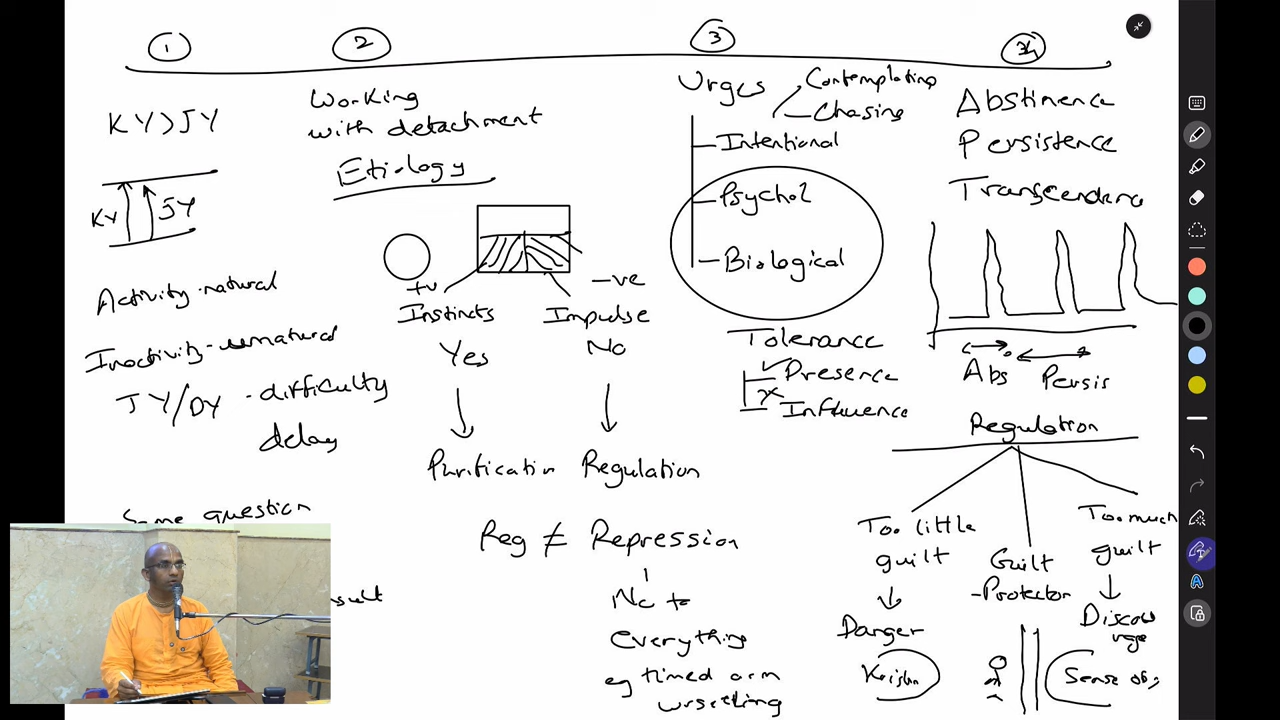 1
KY > JY
KY JY
Activity - natural
Inactivity - unnatural
JY/DY - difficulty
delay
Same question
2
Working
with detachment
Etiology
+ve
Instincts
Yes
Purification
-ve
Impulse
No
Regulation
Reg ≠ Repression
No to
everything
eg timed arm
wrestling
3
Urges
Contemplating
Chasing
Intentional
Psychol
Biological
Tolerance
Presence
Influence
Abstinence
Persistence
Transcendence
Abs Persis
Regulation
Too little
guilt
Danger
Guilt
- Protector
Too much
guilt
Discou
rage
Sense obj
A